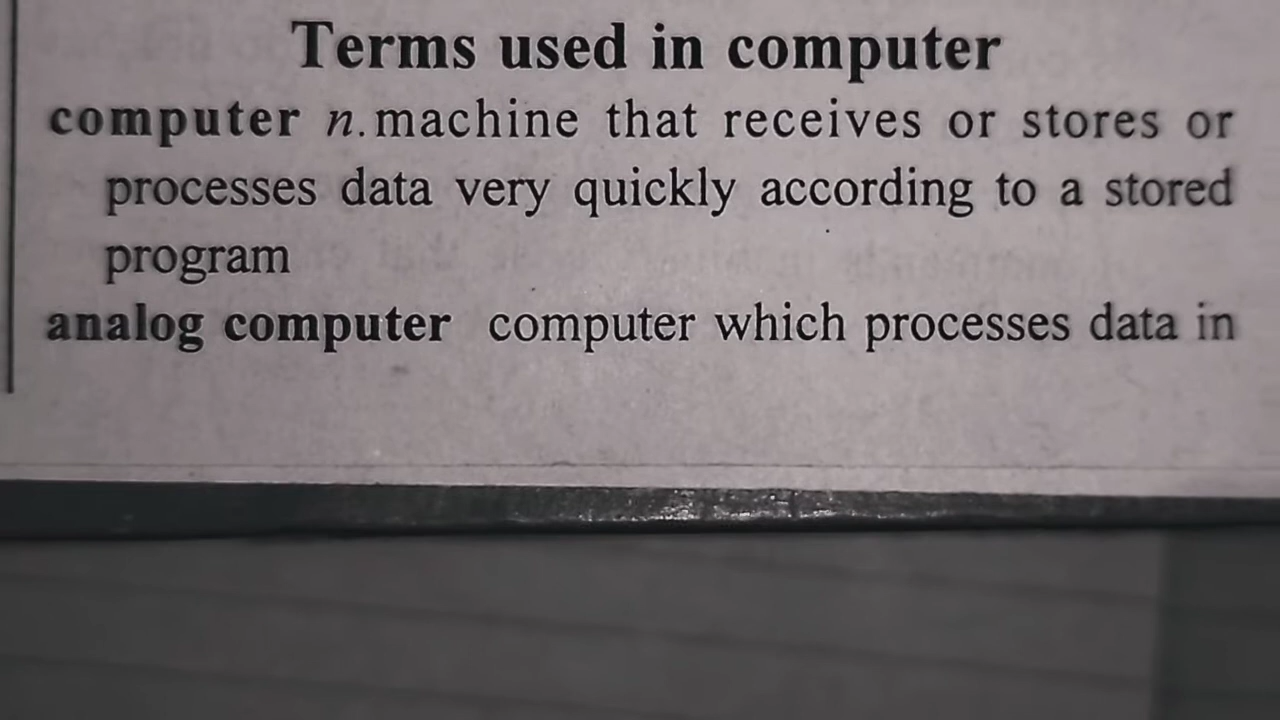 Terms used in computer
computer n. machine that receives or stores or
processes data very quickly according to a stored
program
analog computer computer which processes data in